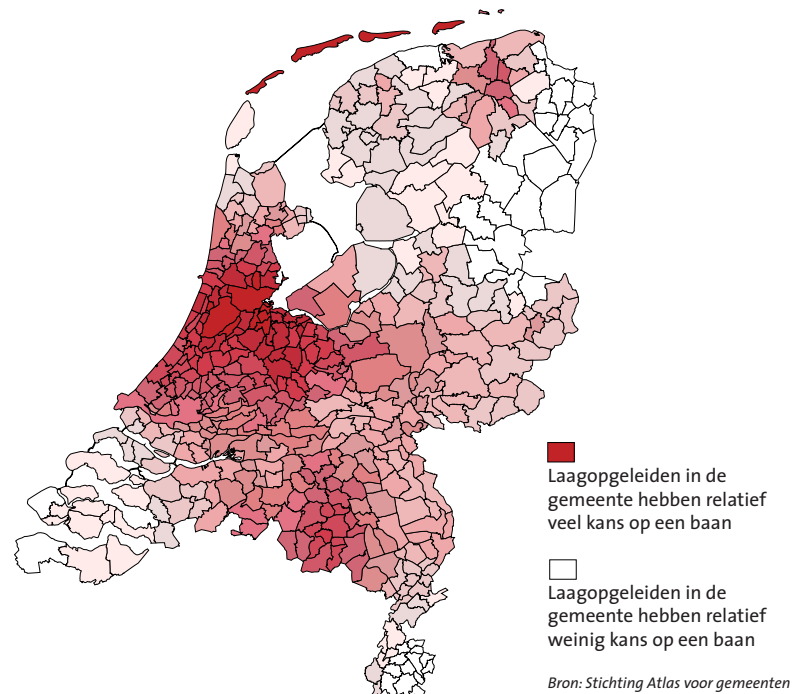 Laagopgeleiden in de
gemeente hebben relatief
veel kans op een baan
Laagopgeleiden in de
gemeente hebben relatief
weinig kans op een baan
Bron: Stichting Atlas voor gemeenten